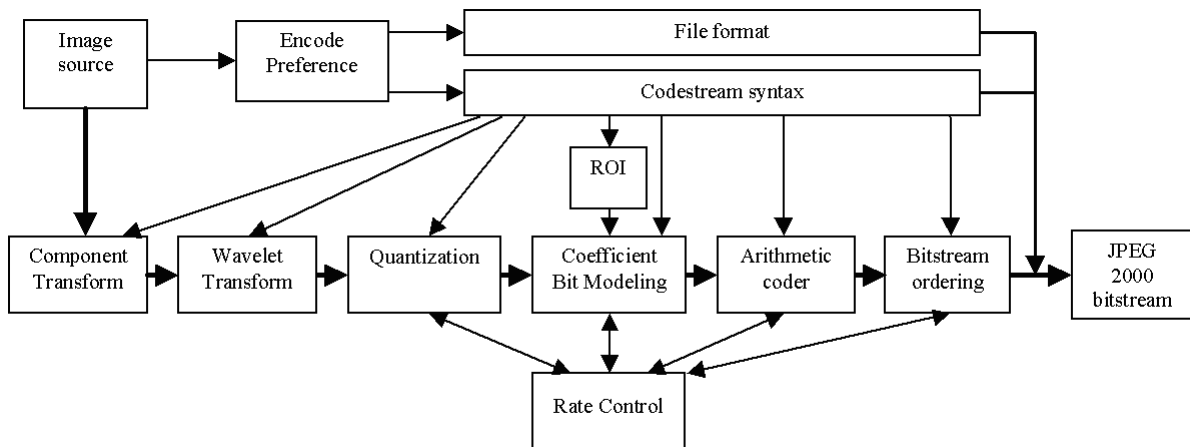 Image
source
Encode
Preference
File format
Codestream syntax
ROI
Component
Transform
Wavelet
Transform
Quantization
Coefficient
Bit Modeling
Arithmetic
coder
Bitstream
ordering
JPEG
2000
bitstream
Rate Control